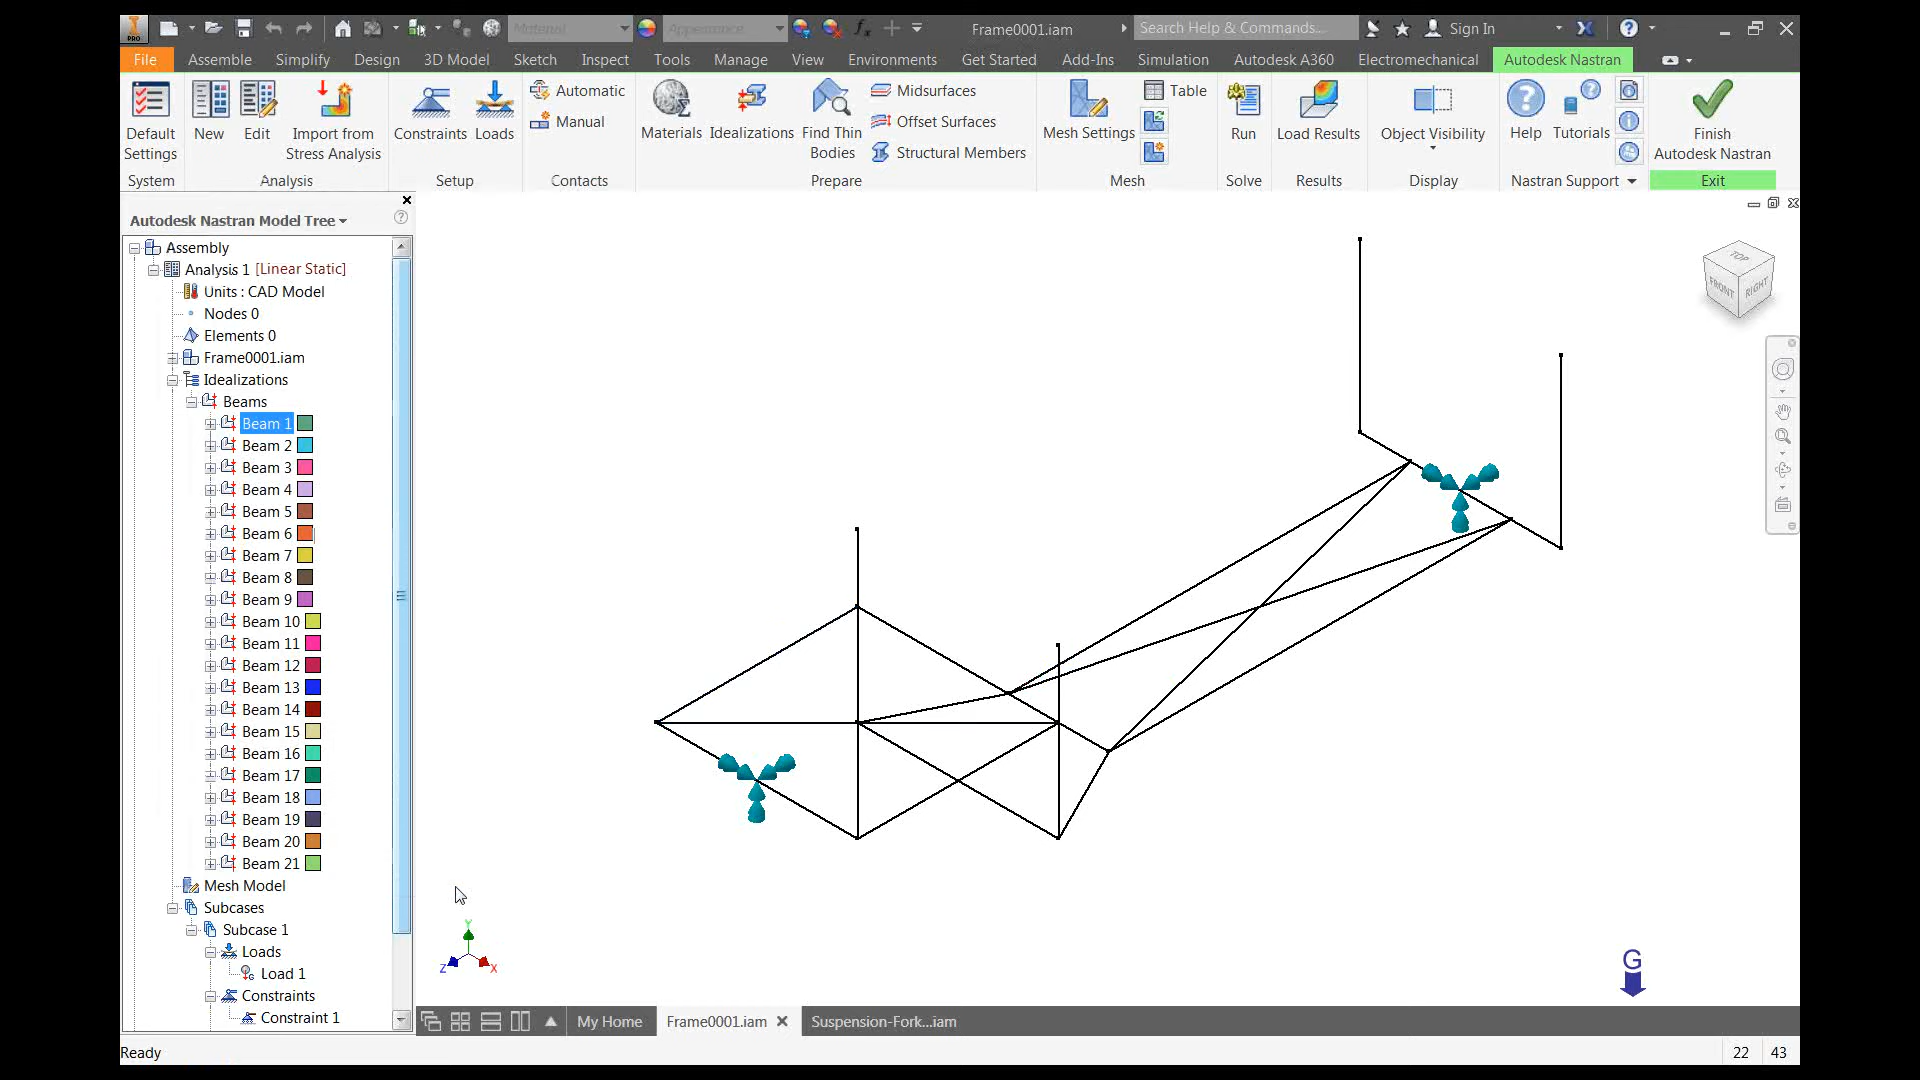 PRO
Material
Appearance
Frame0001.iam
Search Help & Commands...
Sign In
File
Assembly
Simplify
Design
3D Model
Sketch
Inspect
Tools
Manage
View
Environments
Get Started
Add-Ins
Simulation
Autodesk A360
Electromechanical
Autodesk Nastran
Default
Settings
New
Edit
Import from
Stress Analysis
Constraints
Loads
Automatic
Manual
Materials
Idealizations
Find Thin
Bodies
Midsurfaces
Offset Surfaces
Structural Members
Mesh Settings
Table
Run
Load Results
Object Visibility
Help
Tutorials
Finish
Autodesk Nastran
System
Analysis
Setup
Contacts
Prepare
Mesh
Solve
Results
Display
Nastran Support
Exit
Autodesk Nastran Model Tree
Assembly
Analysis 1 [Linear Static]
Units : CAD Model
Nodes 0
Elements 0
Frame0001.iam
Idealizations
Beams
Beam 1
Beam 2
Beam 3
Beam 4
Beam 5
Beam 6
Beam 7
Beam 8
Beam 9
Beam 10
Beam 11
Beam 12
Beam 13
Beam 14
Beam 15
Beam 16
Beam 17
Beam 18
Beam 19
Beam 20
Beam 21
Mesh Model
Subcases
Subcase 1
Loads
Load 1
Constraints
Constraint 1
TOP
FRONT
RIGHT
Y
Z
X
G
My Home
Frame0001.iam
Suspension-Fork...iam
Ready
22
43